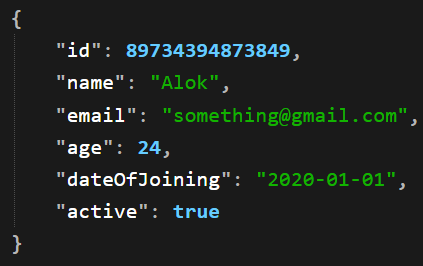 {
"id": 89734394873849,
"name": "Alok",
"email": "something@gmail.com",
"age": 24,
"dateOfJoining": "2020-01-01",
"active": true
}